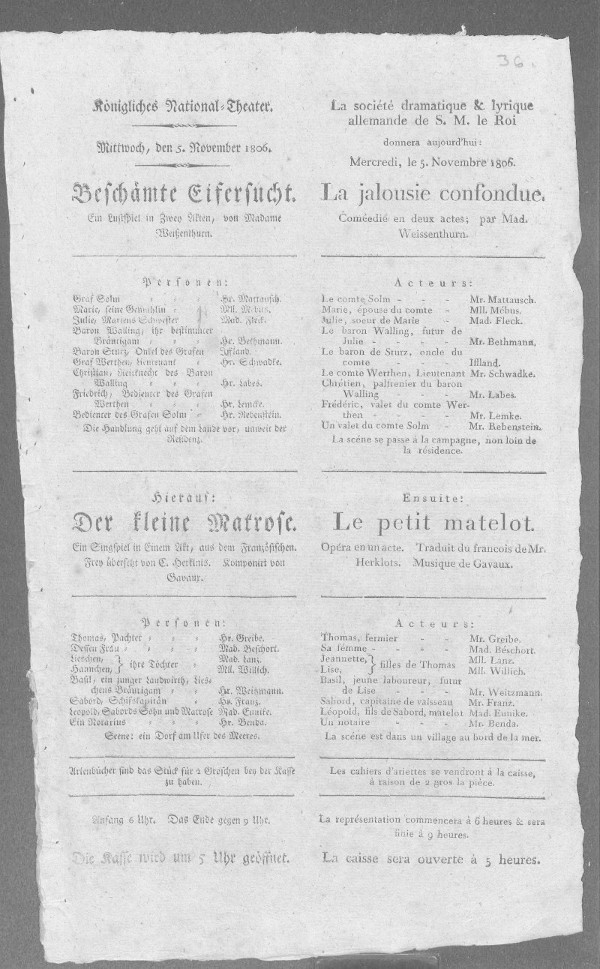 36.
Königliches National-Theater.
Mittwoch, den 5. November 1806.
Beschämte Eifersucht.
Ein Lustspiel in Zwey Akten, von Madame
Weißenthurn.
Personen:
Graf Solm - - Hr. Mattausch.
Marie, seine Gemahlin - Mll. Mebus.
Julie, Mariens Schwester - Mad. Fleck.
Baron Walling, ihr bestimmter
Bräutigam - - Hr. Bethmann.
Baron Sturz, Onkel des Grafen Iffland.
Graf Werthen, Lieutenant - Hr. Schwadke.
Christian, Reitknecht des Baron
Walling - - - Hr. Labes.
Friedrich, Bedienter des Grafen
Werthen - - - Hr. Lemcke.
Bedienter des Grafen Solm - Hr. Rebenstein.
Die Handlung geht auf dem Lande vor, unweit der
Residenz.
Hierauf:
Der kleine Matrose.
Ein Singspiel in Einem Akt, aus dem Französischen.
Frey übersetzt von C. Herklots. Komponirt von
Gavaux.
Personen:
Thomas, Pachter - - - Hr. Greibe.
Dessen Frau - - - Mad. Beschort.
Lieschen, } ihre Töchter - Mad. Lanz.
Hannchen, } Mll. Willich.
Basil, ein junger Landwirth, Lies-
chens Bräutigam - - Hr. Weitzmann.
Sabord, Schifskapitän - Hr. Franz.
Leopold, Sabords Sohn und Matrose Mad. Eunike.
Ein Notarius - - - Hr. Benda.
Scene: ein Dorf am Ufer des Meeres.
Arienbücher sind das Stück für 2 Groschen bey der Kasse
zu haben.
Anfang 6 Uhr. Das Ende gegen 9 Uhr.
Die Kasse wird um 5 Uhr geöffnet.
La société dramatique & lyrique
allemande de S. M. le Roi
donnera aujourd'hui:
Mercredi, le 5. Novembre 1806.
La jalousie confondue.
Coméedié en deux actes; par Mad.
Weissenthurn.
Acteurs:
Le comte Solm - - - Mr. Mattausch.
Marie, épouse du comte - Mll. Mébus.
Julie, soeur de Marie - Mad. Fleck.
Le baron Walling, futur de
Julie - - - - - Mr. Bethmann.
Le baron de Sturz, oncle du
comte - - - - Iffland.
Le comte Werthen, Lieutenant Mr. Schwadke.
Chrétien, palfrenier du baron
Walling - - - - Mr. Labes.
Frédéric, valet du comte Wer-
then - - - - - Mr. Lemke.
Un valet du comte Solm - Mr. Rebenstein.
La scéne se passe à la campagne, non loin de
la résidence.
Ensuite:
Le petit matelot.
Opéra en un acte. Traduit du francois de Mr.
Herklots. Musique de Gavaux.
Acteurs:
Thomas, fermier - - Mr. Greibe.
Sa fémme - - - - Mad. Béschort.
Jeannette, } filles de Thomas Mll. Lanz.
Lise, } Mll. Willich.
Basil, jeune laboureur, futur
de Lise - - - - Mr. Weitzmann.
Sabord, capitaine de vaisseau Mr. Franz.
Léopold, fils de Sabord, matelot Mad. Eunike.
Un notaire - - - Mr. Benda.
La scéne est dans un village au bord de la mer.
Les cahiers d'ariettes se vendront á la caisse,
à raison de 2 gros la piéce.
La représentation commencera à 6 heures & sera
finie à 9 heures.
La caisse sera ouverte à 5 heures.